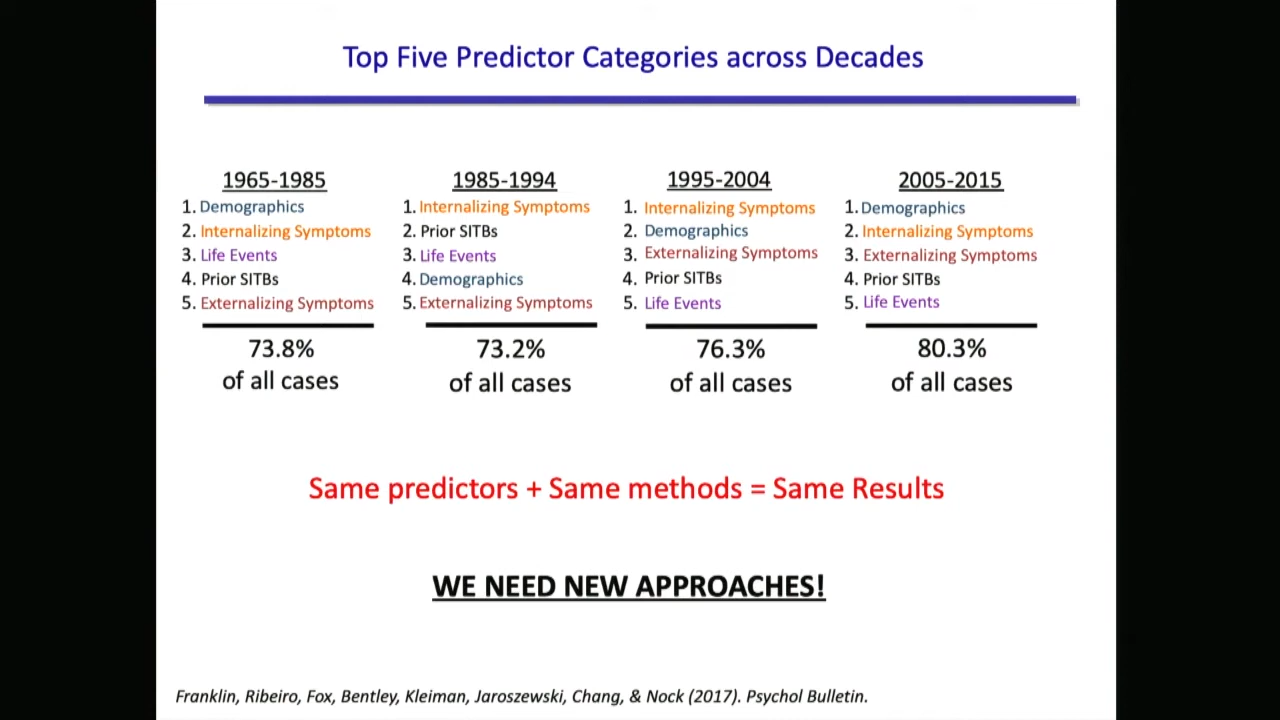 Top Five Predictor Categories across Decades
1965-1985
1. Demographics
2. Internalizing Symptoms
3. Life Events
4. Prior SITBs
5. Externalizing Symptoms
73.8%
of all cases
1985-1994
1. Internalizing Symptoms
2. Prior SITBs
3. Life Events
4. Demographics
5. Externalizing Symptoms
73.2%
of all cases
1995-2004
1. Internalizing Symptoms
2. Demographics
3. Externalizing Symptoms
4. Prior SITBs
5. Life Events
76.3%
of all cases
2005-2015
1. Demographics
2. Internalizing Symptoms
3. Externalizing Symptoms
4. Prior SITBs
5. Life Events
80.3%
of all cases
Same predictors + Same methods = Same Results
WE NEED NEW APPROACHES!
Franklin, Ribeiro, Fox, Bentley, Kleiman, Jaroszewski, Chang, & Nock (2017). Psychol Bulletin.